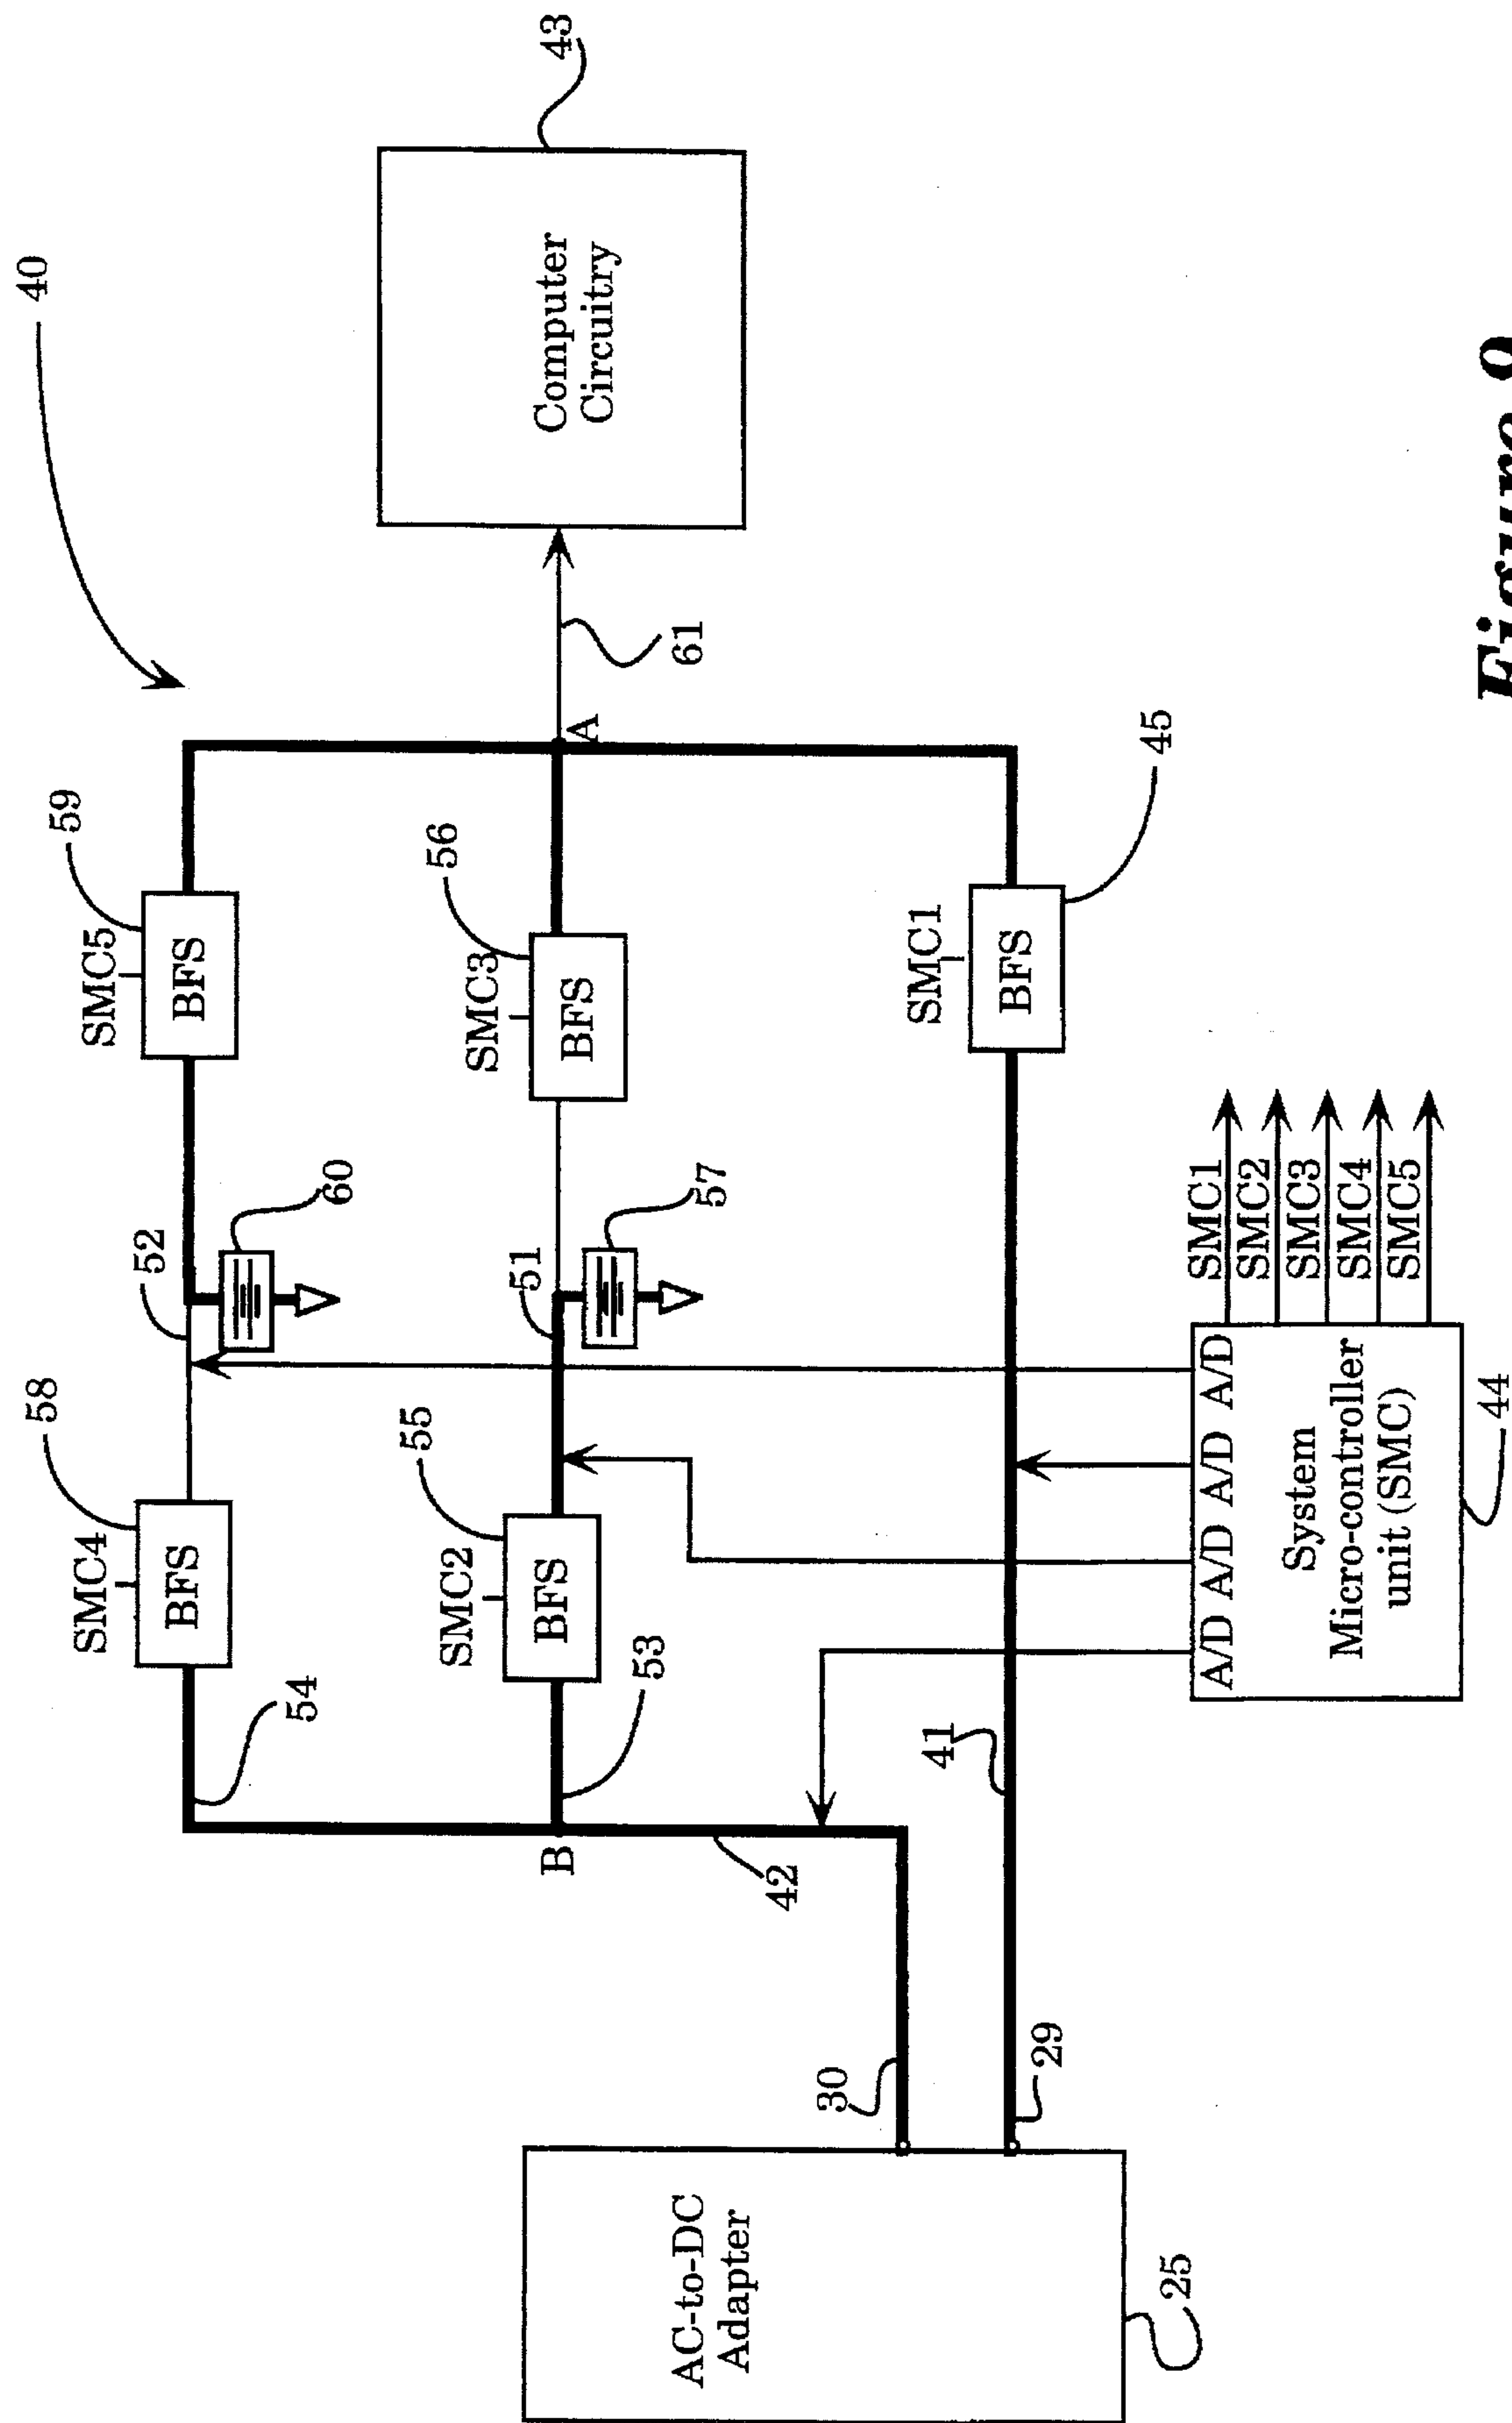 40
58
59
SMC4
SMC5
52
BFS
BFS
54
60
55
56
43
SMC2
SMC3
51
BFS
BFS
B
A
Computer
Circuitry
53
57
61
42
AC-to-DC
Adapter
30
41
SMC1
BFS
45
29
25
A/D A/D A/D A/D
System
Micro-controller
unit (SMC)
44
SMC1
SMC2
SMC3
SMC4
SMC5
Figure